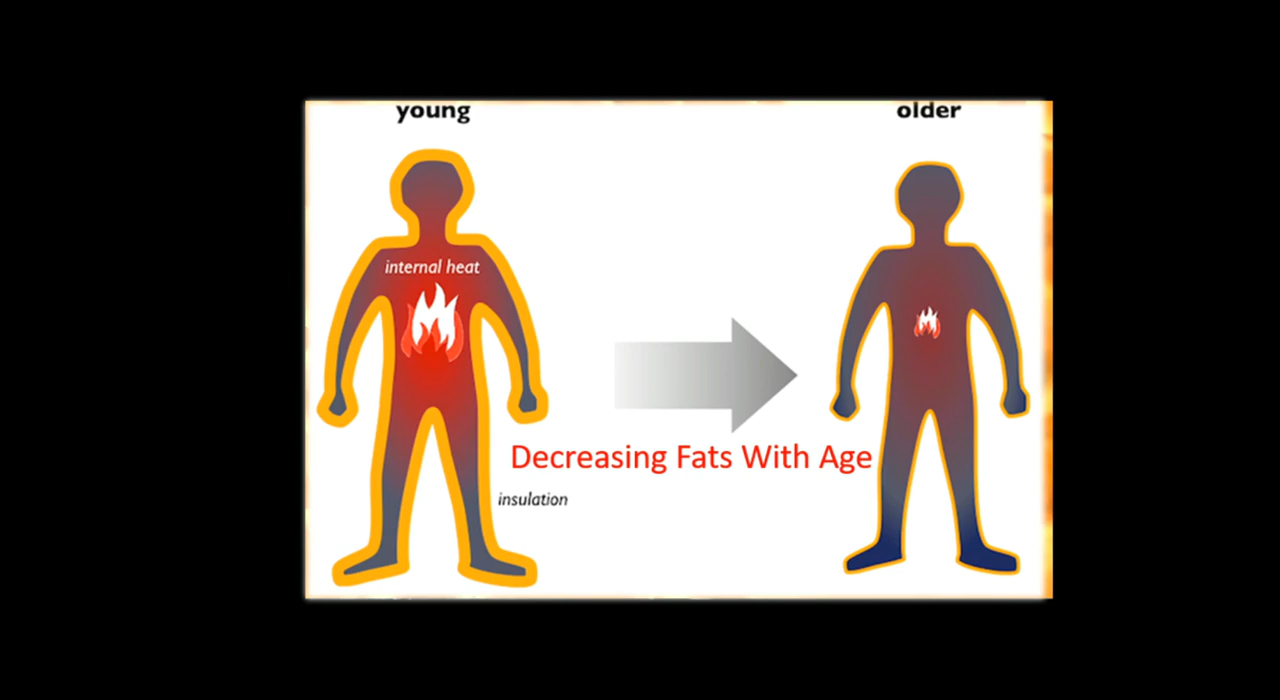 young
older
internal heat
Decreasing Fats With Age
insulation